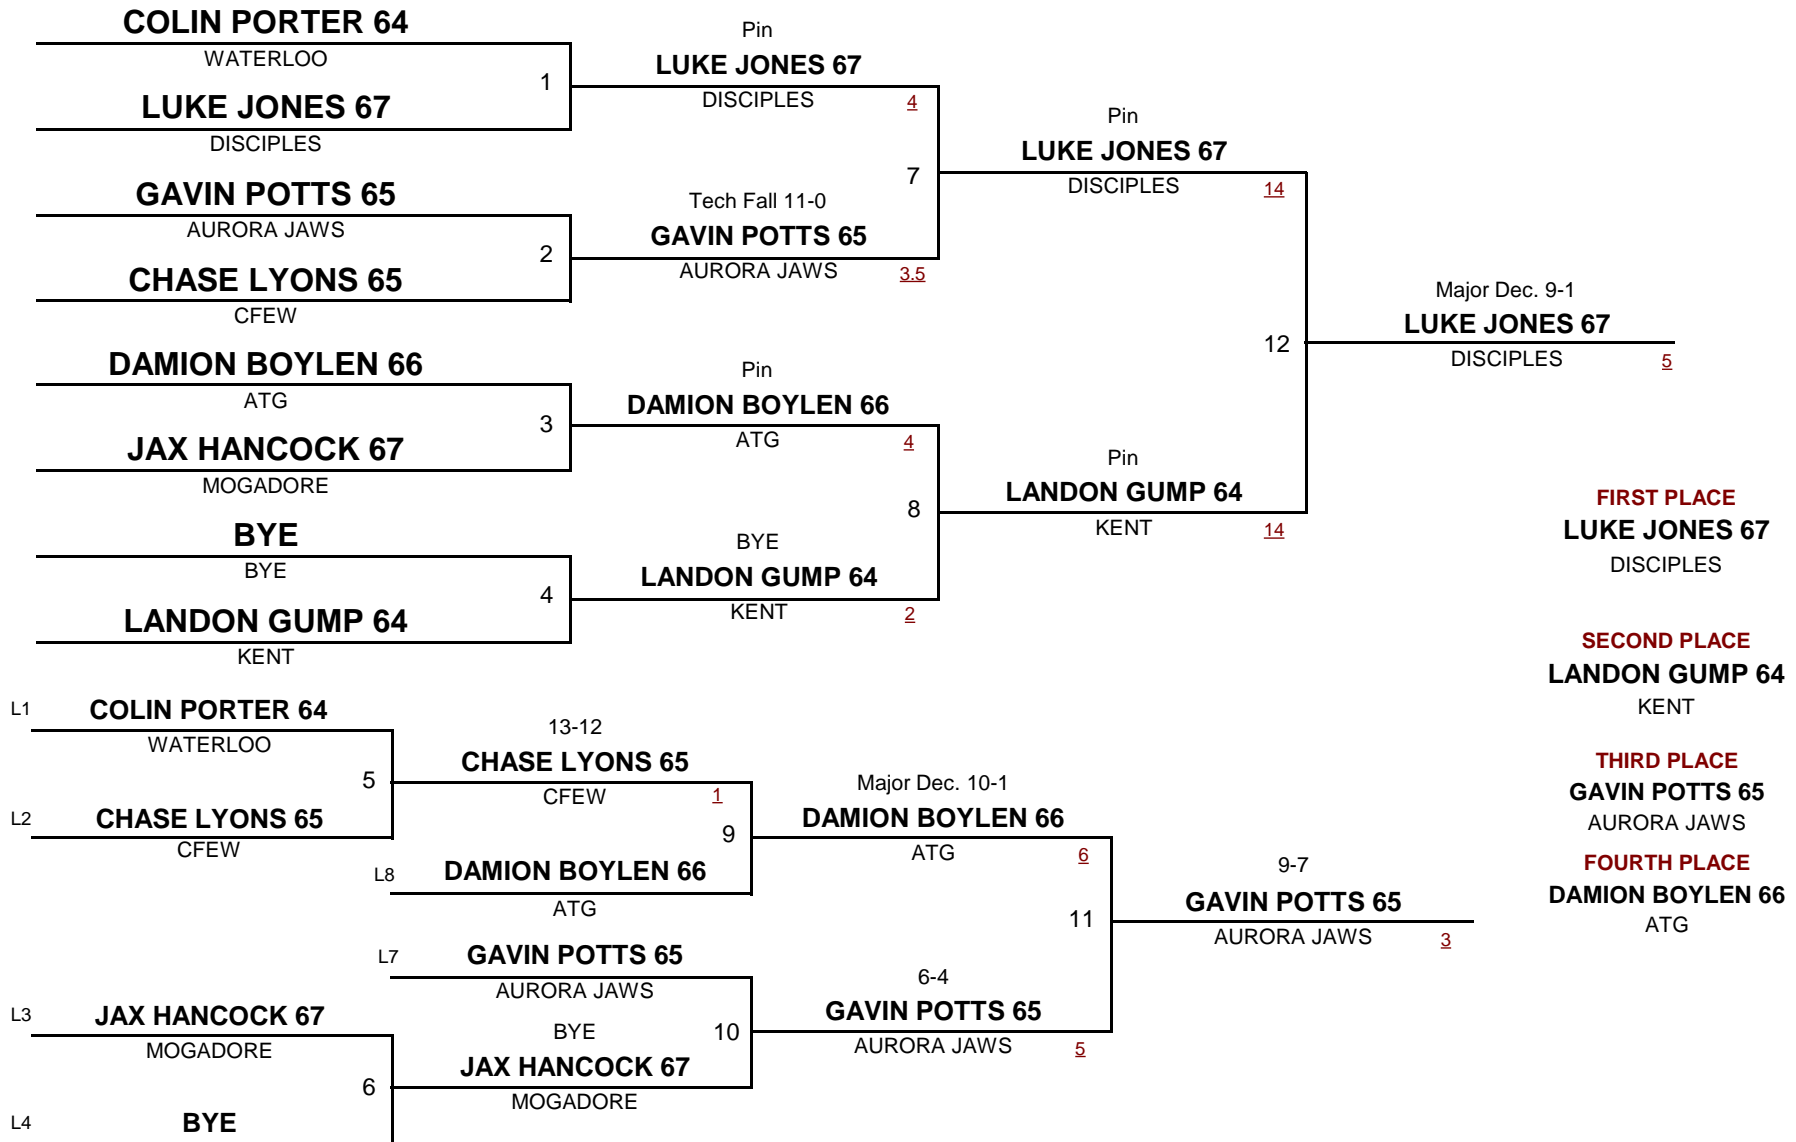 COLIN PORTER 64
WATERLOO
1
LUKE JONES 67
DISCIPLES
GAVIN POTTS 65
AURORA JAWS
2
CHASE LYONS 65
CFEW
DAMION BOYLEN 66
ATG
3
JAX HANCOCK 67
MOGADORE
BYE
BYE
4
LANDON GUMP 64
KENT
Pin
LUKE JONES 67
DISCIPLES 4
7
Tech Fall 11-0
GAVIN POTTS 65
AURORA JAWS 3.5
Pin
DAMION BOYLEN 66
ATG 4
8
BYE
LANDON GUMP 64
KENT 2
Pin
LUKE JONES 67
DISCIPLES 14
12
Pin
LANDON GUMP 64
KENT 14
Major Dec. 9-1
LUKE JONES 67
DISCIPLES 5
FIRST PLACE
LUKE JONES 67
DISCIPLES
SECOND PLACE
LANDON GUMP 64
KENT
THIRD PLACE
GAVIN POTTS 65
AURORA JAWS
FOURTH PLACE
DAMION BOYLEN 66
ATG
L1 COLIN PORTER 64
WATERLOO
5
L2 CHASE LYONS 65
CFEW
13-12
CHASE LYONS 65
CFEW 1
9
L8 DAMION BOYLEN 66
ATG
L7 GAVIN POTTS 65
AURORA JAWS
L3 JAX HANCOCK 67
MOGADORE
6
L4 BYE
BYE
10
JAX HANCOCK 67
MOGADORE
Major Dec. 10-1
DAMION BOYLEN 66
ATG 6
11
6-4
GAVIN POTTS 65
AURORA JAWS 5
9-7
GAVIN POTTS 65
AURORA JAWS 3